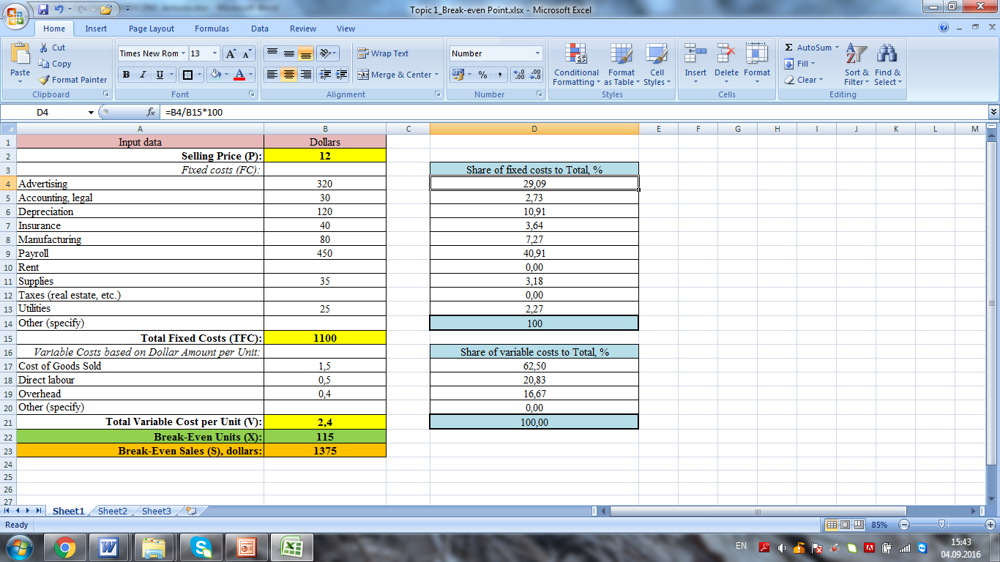 Topic 1_Break-even Point.xlsx - Microsoft Excel
Home Insert Page Layout Formulas Data Review View
Paste Cut Copy Format Painter Clipboard
Times New Rom 13 B I U Font
Wrap Text Merge & Center Alignment
Number % Number
Conditional Formatting Format as Table Cell Styles Styles
Insert Delete Format Cells
AutoSum Fill Clear Sort & Filter Find & Select Editing
D4 fx =B4/B15*100
A B C D E F G H I J K L M
1 Input data Dollars
2 Selling Price (P): 12
3 Fixed costs (FC): Share of fixed costs to Total, %
4 Advertising 320 29,09
5 Accounting, legal 30 2,73
6 Depreciation 120 10,91
7 Insurance 40 3,64
8 Manufacturing 80 7,27
9 Payroll 450 40,91
10 Rent 0,00
11 Supplies 35 3,18
12 Taxes (real estate, etc.) 0,00
13 Utilities 25 2,27
14 Other (specify) 100
15 Total Fixed Costs (TFC): 1100
16 Variable Costs based on Dollar Amount per Unit: Share of variable costs to Total, %
17 Cost of Goods Sold 1,5 62,50
18 Direct labour 0,5 20,83
19 Overhead 0,4 16,67
20 Other (specify) 0,00
21 Total Variable Cost per Unit (V): 2,4 100,00
22 Break-Even Units (X): 115
23 Break-Even Sales (S), dollars: 1375
24
25
26
27
Sheet1 Sheet2 Sheet3
Ready 85%
EN 15:43
04.09.2016